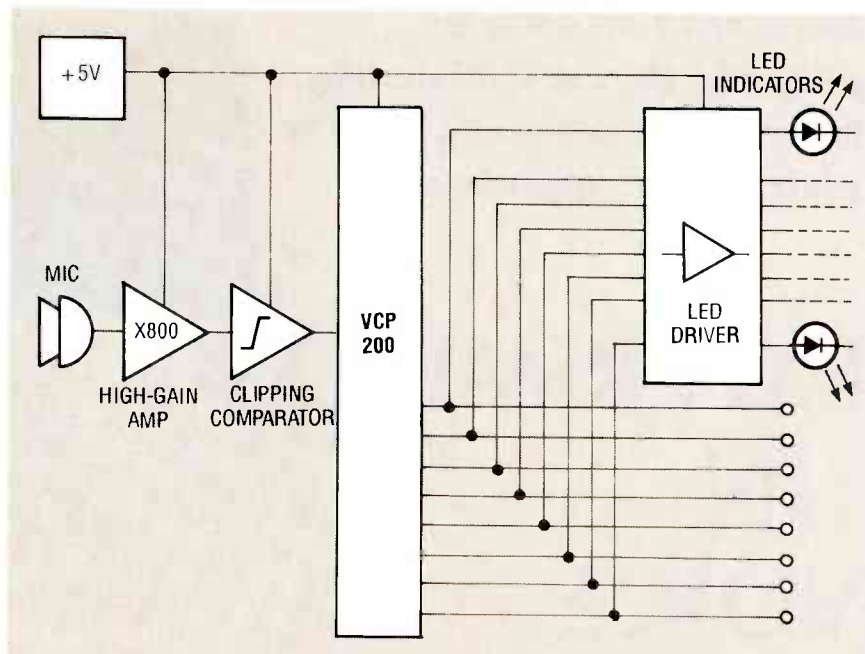 +5V
LED
INDICATORS
MIC
X800
HIGH-GAIN
AMP
CLIPPING
COMPARATOR
VCP
200
LED
DRIVER